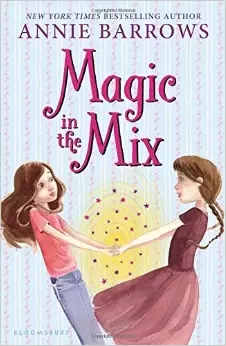 NEW YORK TIMES BESTSELLING AUTHOR
ANNIE BARROWS
Magic
in the
Mix
BLOOMSBURY